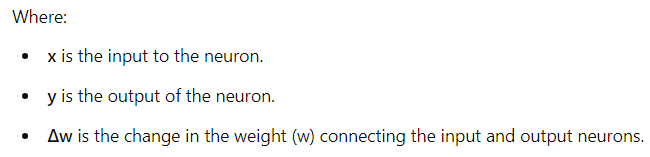 Where:
• x is the input to the neuron.
• y is the output of the neuron.
• Δw is the change in the weight (w) connecting the input and output neurons.